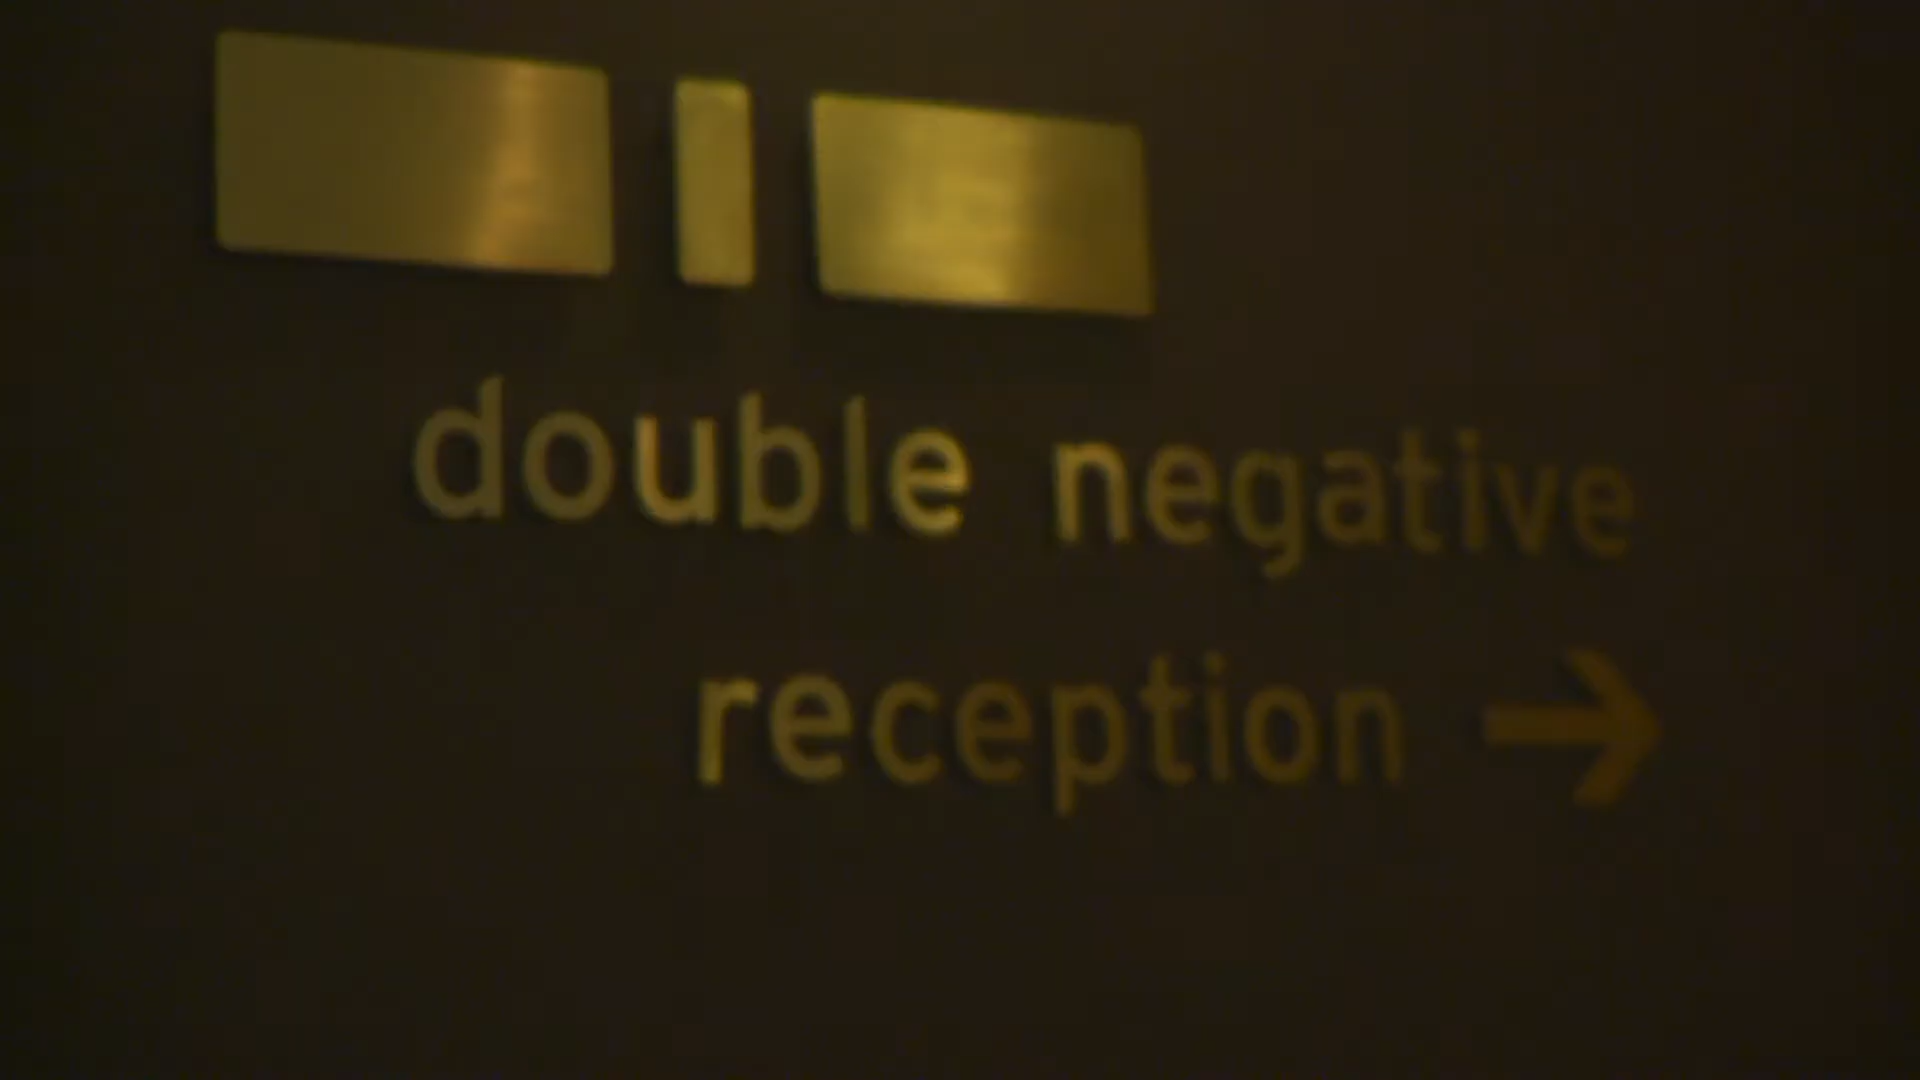 double negative
reception →